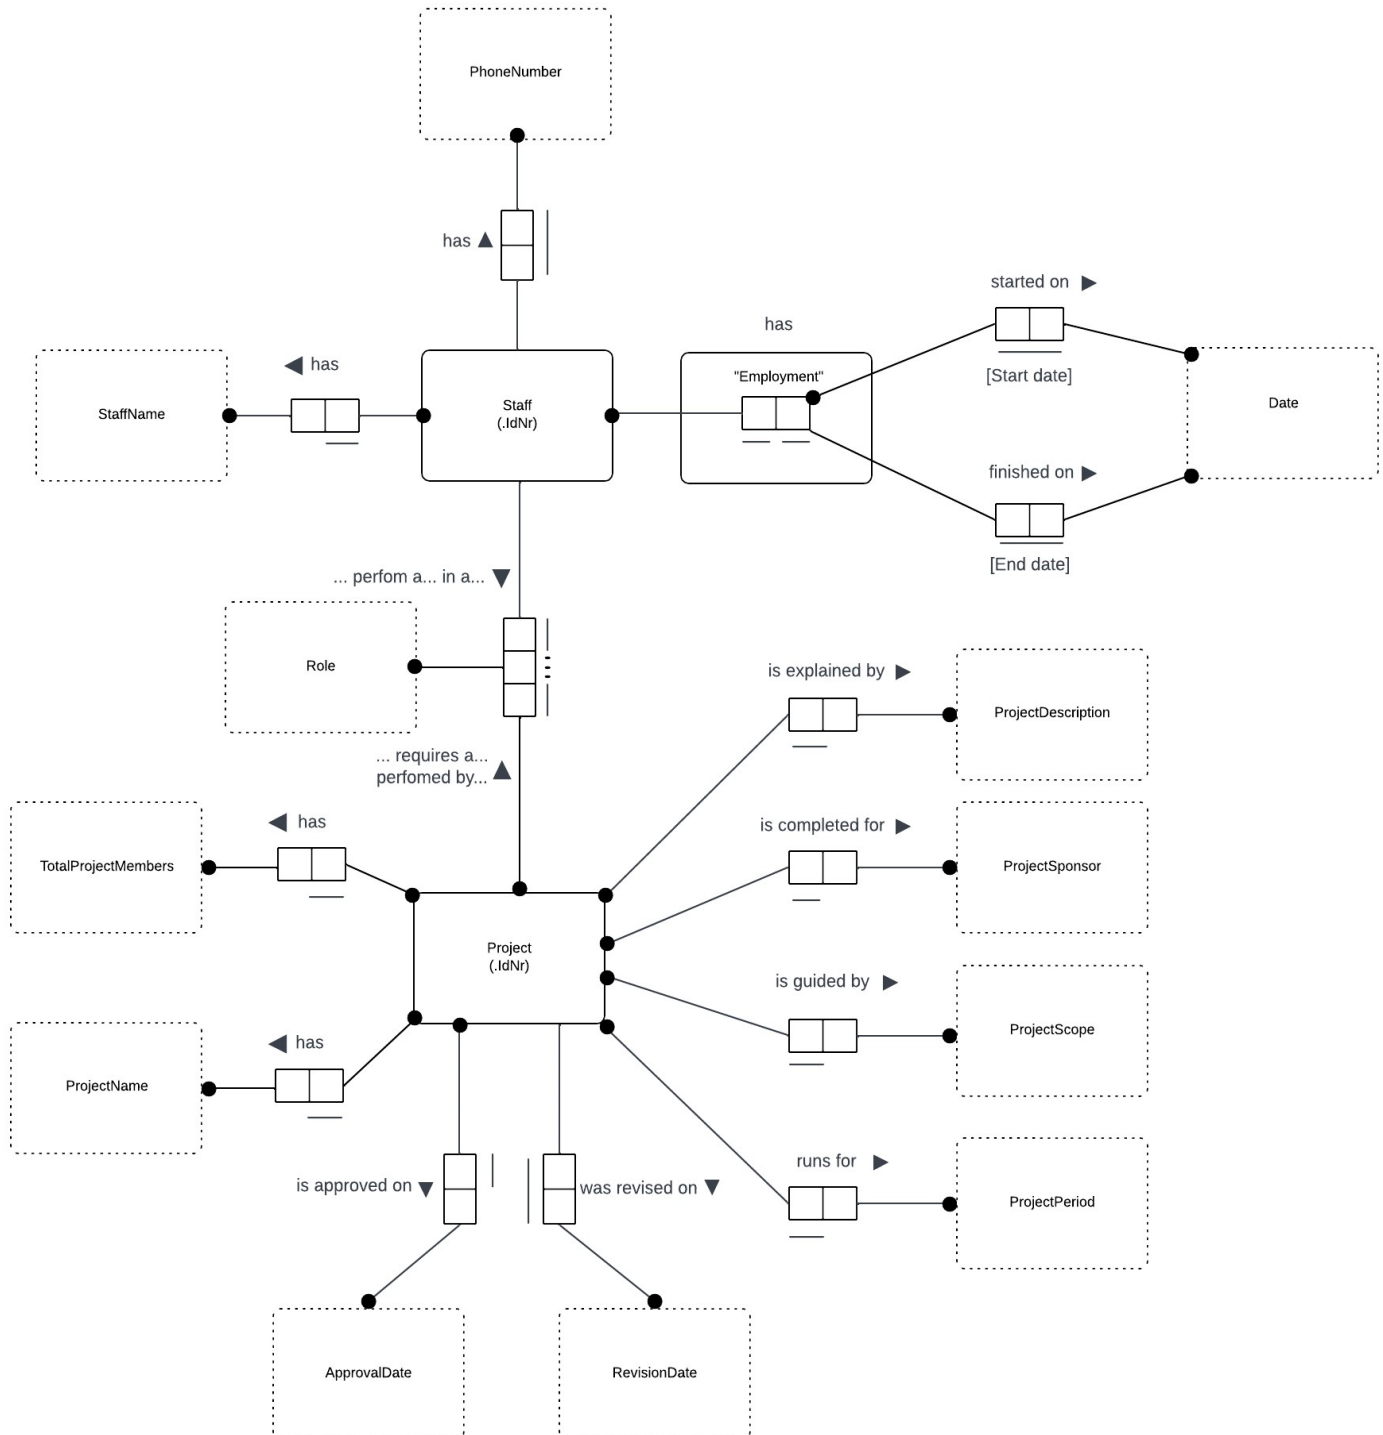 PhoneNumber
has
started on
has
has
[Start date]
"Employment"
StaffName
Staff
(.IdNr)
Date
finished on
[End date]
... perfom a... in a...
Role
is explained by
ProjectDescription
... requires a...
perfomed by...
has
is completed for
TotalProjectMembers
ProjectSponsor
Project
(.IdNr)
is guided by
ProjectScope
has
ProjectName
runs for
is approved on
was revised on
ProjectPeriod
ApprovalDate
RevisionDate